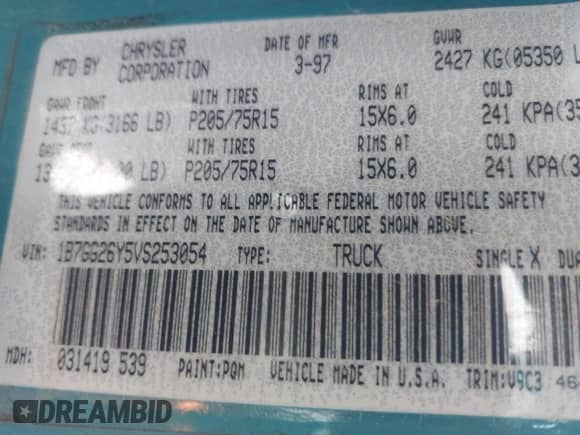 MFD BY CHRYSLER CORPORATION DATE OF MFR 3-97 GVWR 2427 KG(05350 L
GAWR FRONT WITH TIRES RIMS AT COLD
1437 KG(3166 LB) P205/75R15 15X6.0 241 KPA(35
WITH TIRES RIMS AT COLD
LB) P205/75R15 15X6.0 241 KPA(3
THIS VEHICLE CONFORMS TO ALL APPLICABLE FEDERAL MOTOR VEHICLE SAFETY
STANDARDS IN EFFECT ON THE DATE OF MANUFACTURE SHOWN ABOVE.
VIN: 1B7GG26Y5VS253054 TYPE: TRUCK SINGLE X DUA
MDH: 031419 539 PAINT:PQM VEHICLE MADE IN U.S.A. TRIM:V9C3 464
DREAMBID